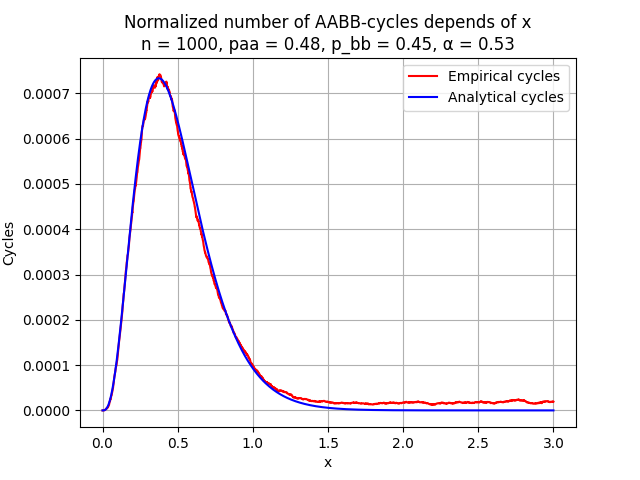 Normalized number of AABB-cycles depends of x
n = 1000, paa = 0.48, p_bb = 0.45, α = 0.53
Empirical cycles
Analytical cycles
Cycles
0.0007
0.0006
0.0005
0.0004
0.0003
0.0002
0.0001
0.0000
0.0 0.5 1.0 1.5 2.0 2.5 3.0
x